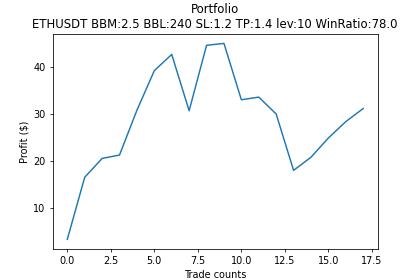 Portfolio
ETHUSDT BBM:2.5 BBL:240 SL:1.2 TP:1.4 lev:10 WinRatio:78.0
Profit ($)
40
30
20
10
0.0 2.5 5.0 7.5 10.0 12.5 15.0 17.5
Trade counts